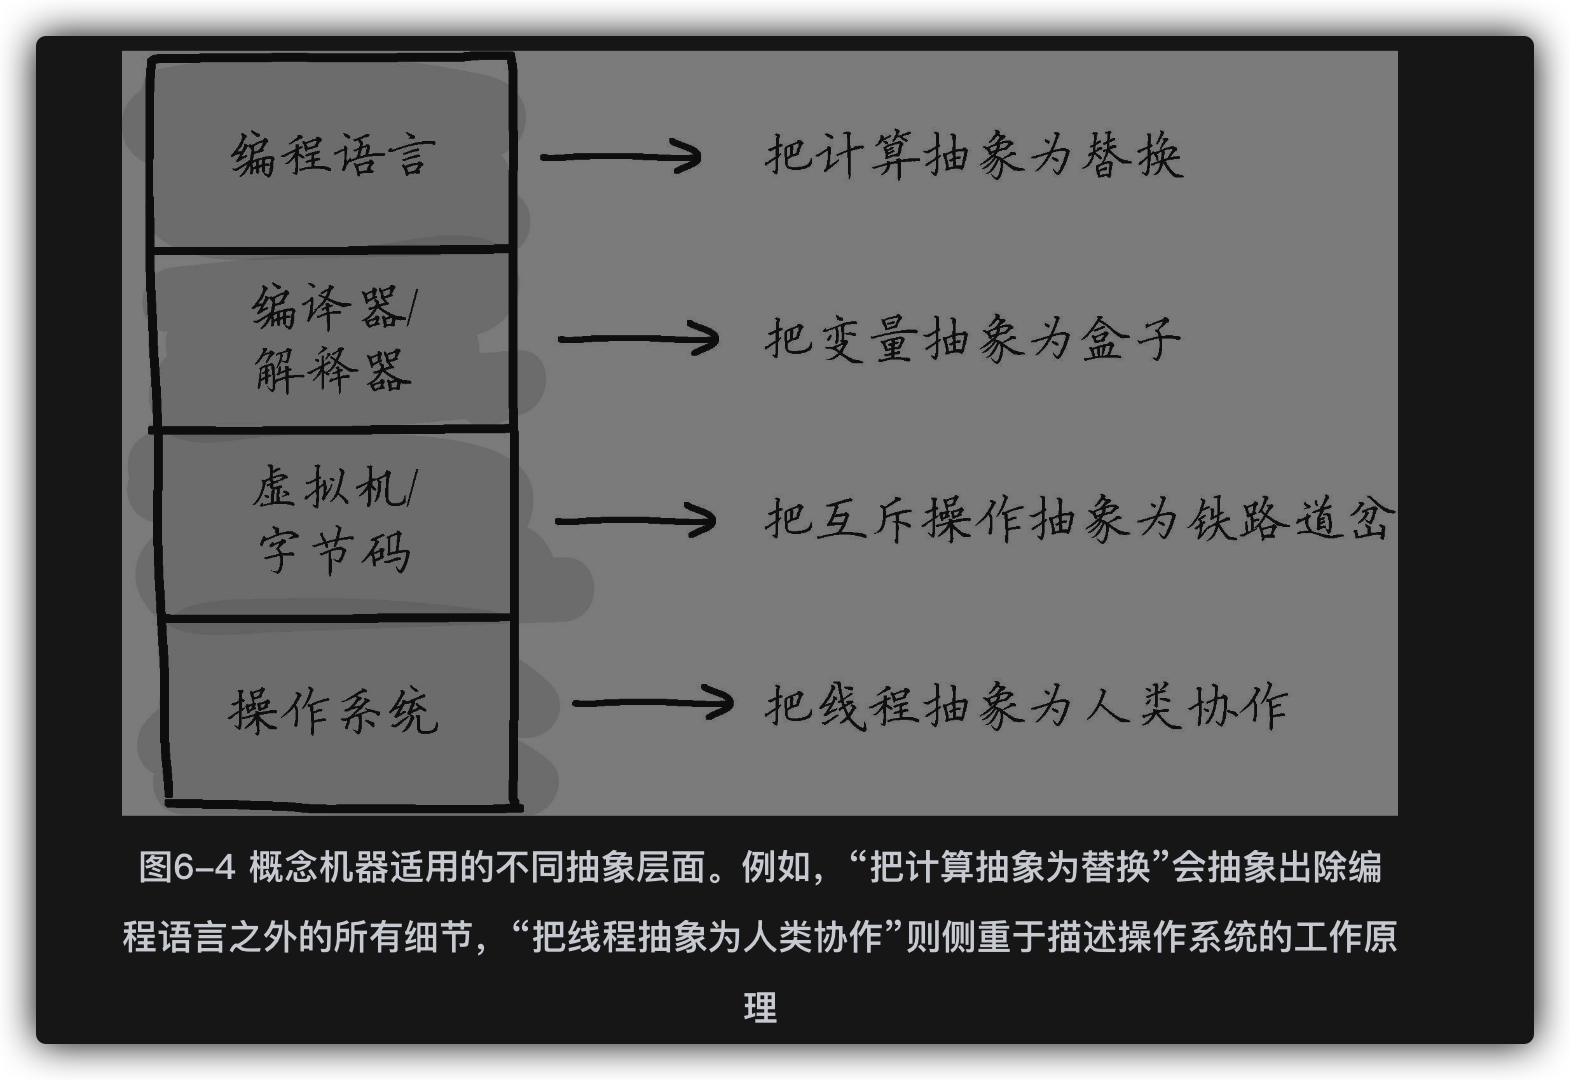 编程语言
把计算抽象为替换
编译器/
解释器
把变量抽象为盒子
虚拟机/
字节码
把互斥操作抽象为铁路道岔
操作系统
把线程抽象为人类协作
图6-4 概念机器适用的不同抽象层面。例如，“把计算抽象为替换”会抽象出除编
程语言之外的所有细节，“把线程抽象为人类协作”则侧重于描述操作系统的工作原
理